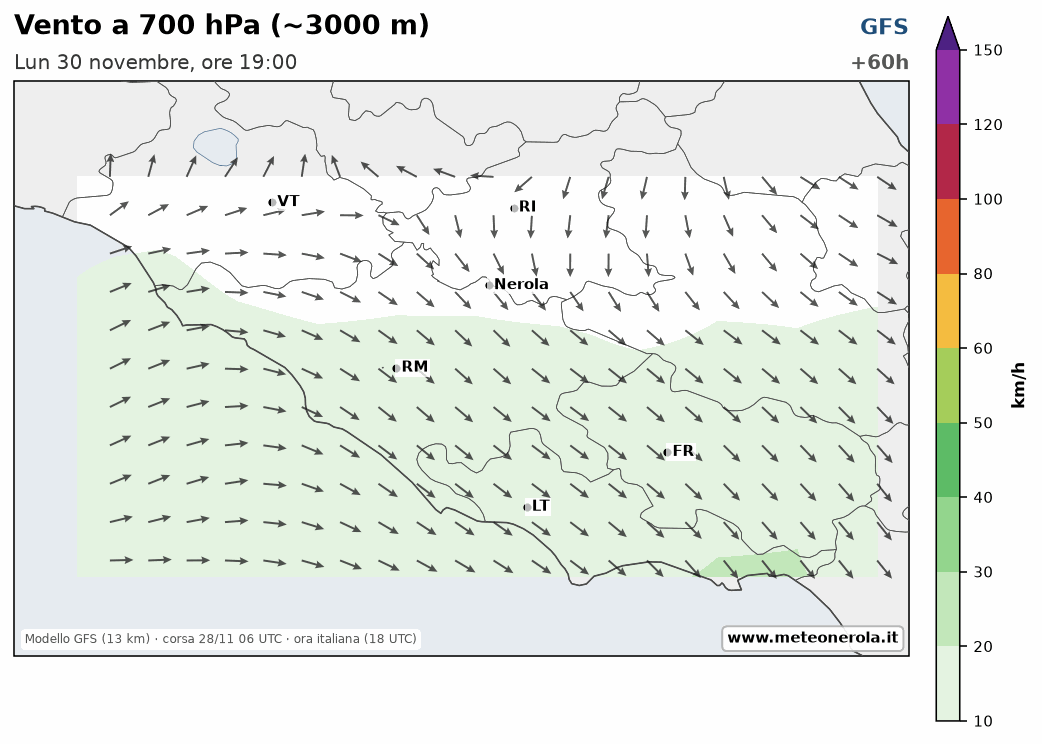 Vento a 700 hPa (~3000 m)
GFS
Lun 30 novembre, ore 19:00
+60h
150
120
100
80
60
50
40
30
20
10
km/h
VT
RI
Nerola
RM
FR
LT
Modello GFS (13 km) · corsa 28/11 06 UTC · ora italiana (18 UTC)
www.meteonerola.it